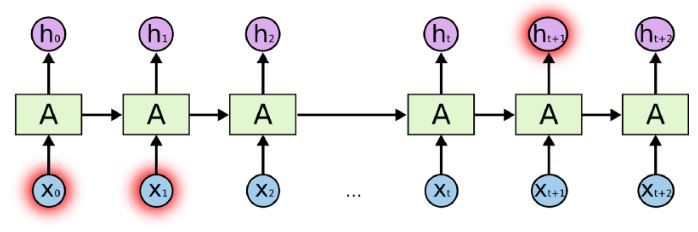 h₀ h₁ h₂ hₜ hₜ₊₁ hₜ₊₂
A A A A A A
x₀ x₁ x₂ ... xₜ xₜ₊₁ xₜ₊₂